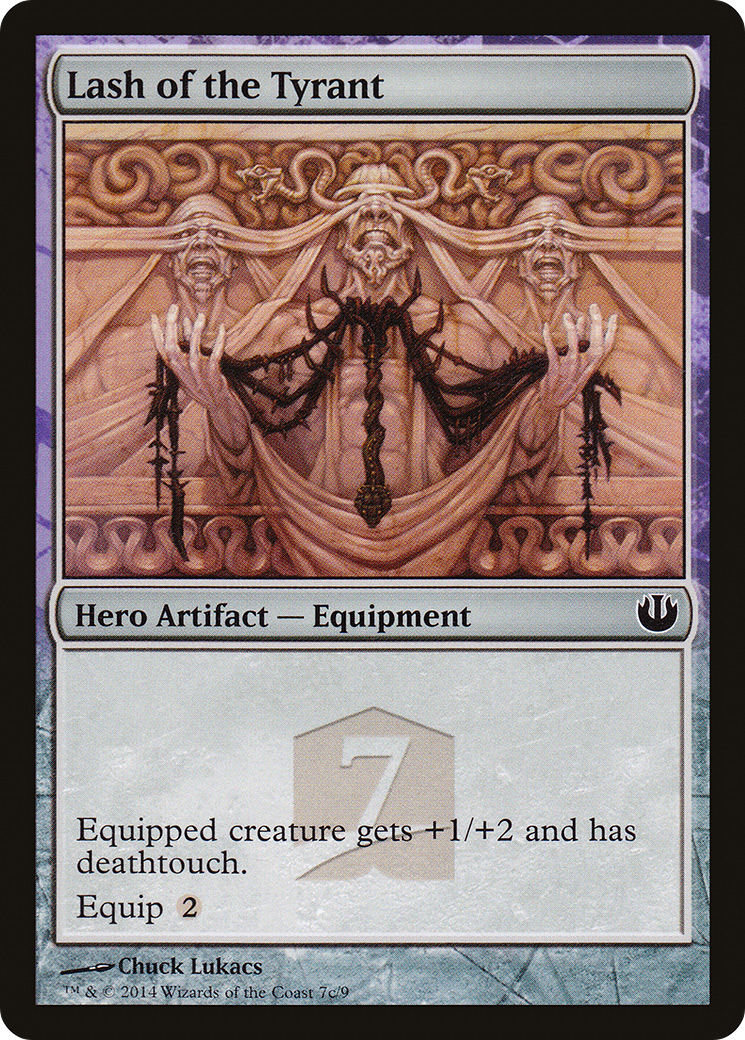 Lash of the Tyrant
Hero Artifact — Equipment
7
Equipped creature gets +1/+2 and has
deathtouch.
Equip 2
Chuck Lukacs
™ & © 2014 Wizards of the Coast 7c/9